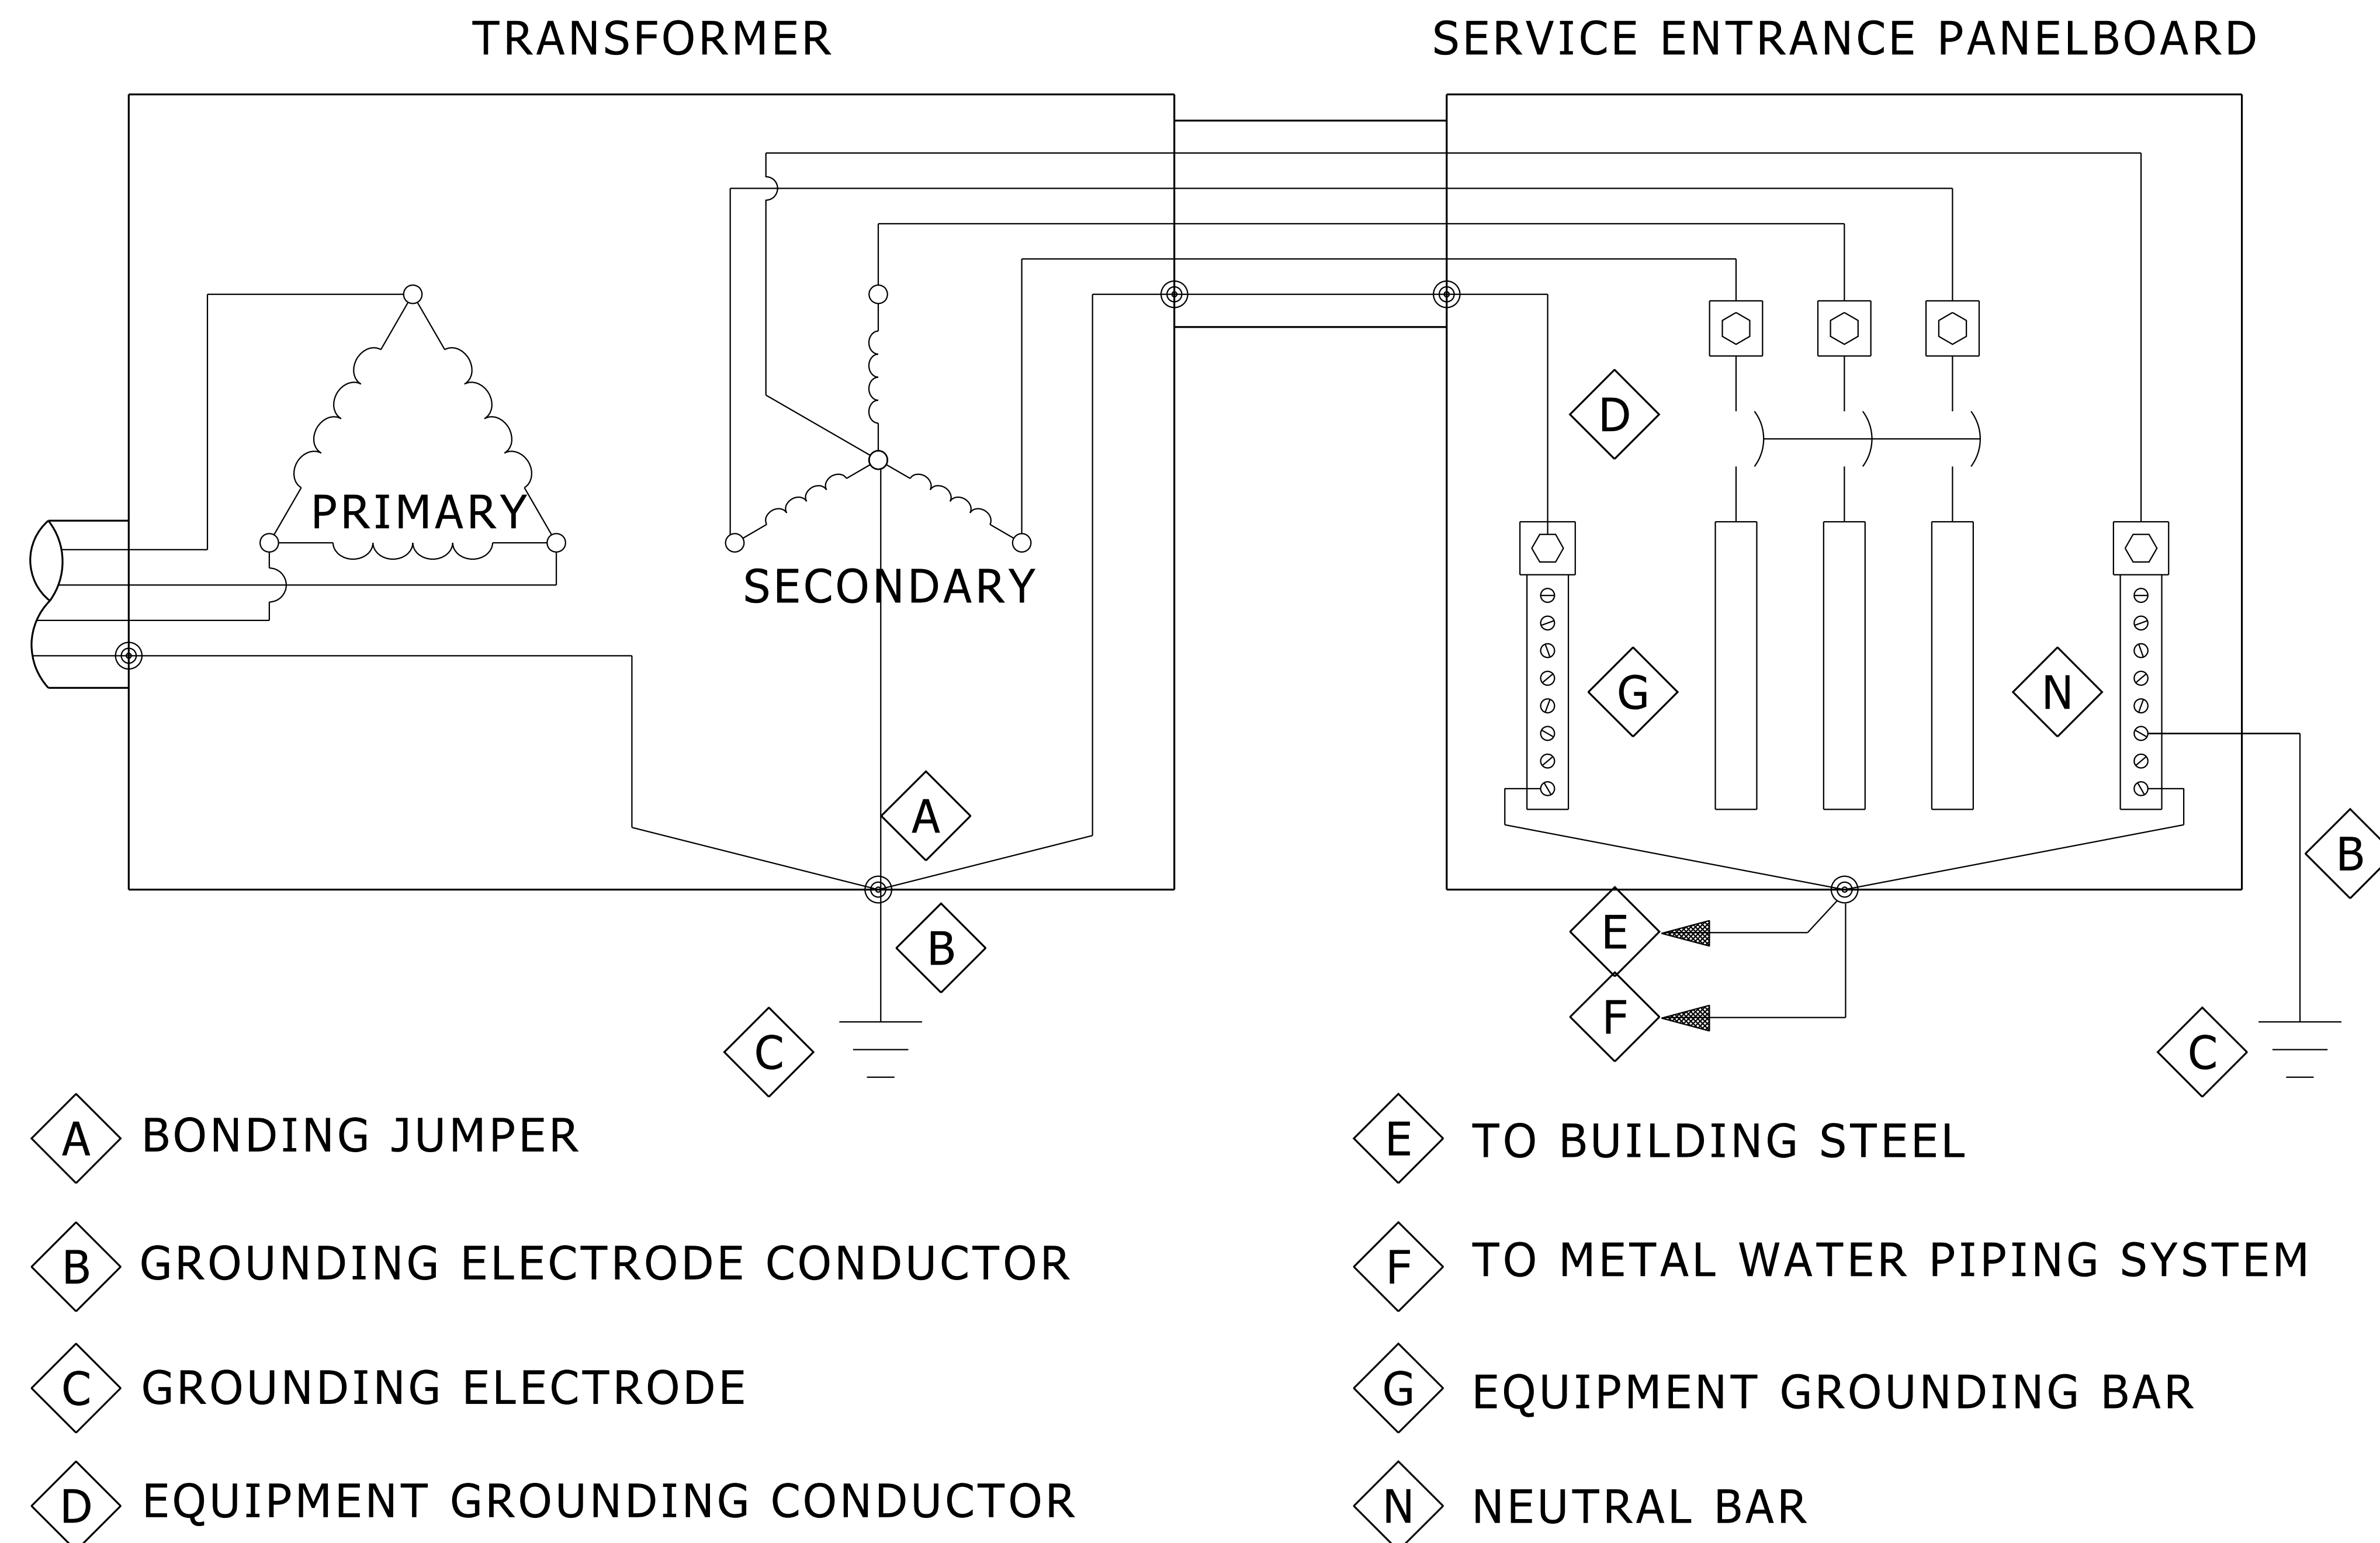 TRANSFORMER
SERVICE ENTRANCE PANELBOARD
PRIMARY
SECONDARY
D
G
N
A
B
B
E
F
C
C
A BONDING JUMPER
B GROUNDING ELECTRODE CONDUCTOR
C GROUNDING ELECTRODE
D EQUIPMENT GROUNDING CONDUCTOR
E TO BUILDING STEEL
F TO METAL WATER PIPING SYSTEM
G EQUIPMENT GROUNDING BAR
N NEUTRAL BAR